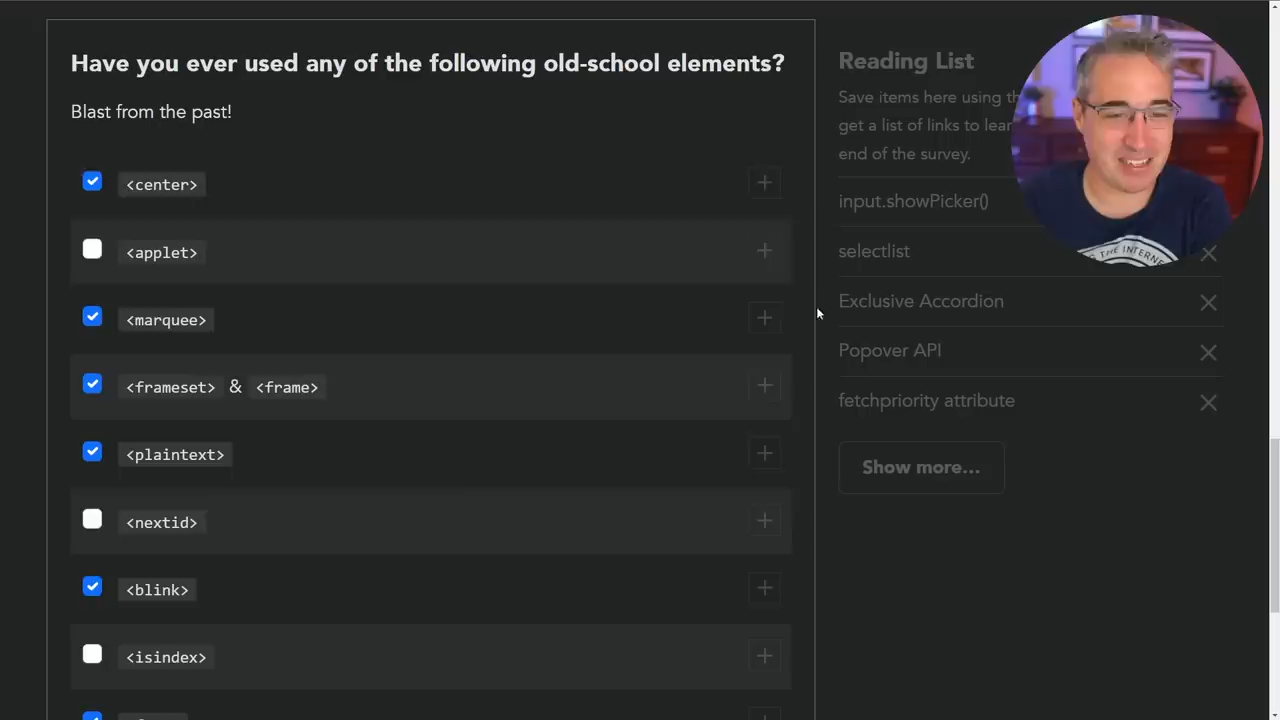 Have you ever used any of the following old-school elements?
Blast from the past!
<center>
<applet>
<marquee>
<frameset> & <frame>
<plaintext>
<nextid>
<blink>
<isindex>
Reading List
Save items here using
get a list of links to
end of the survey.
input.showPicker()
selectlist
Exclusive Accordion
Popover API
fetchpriority attribute
Show more...
THE INTERNE